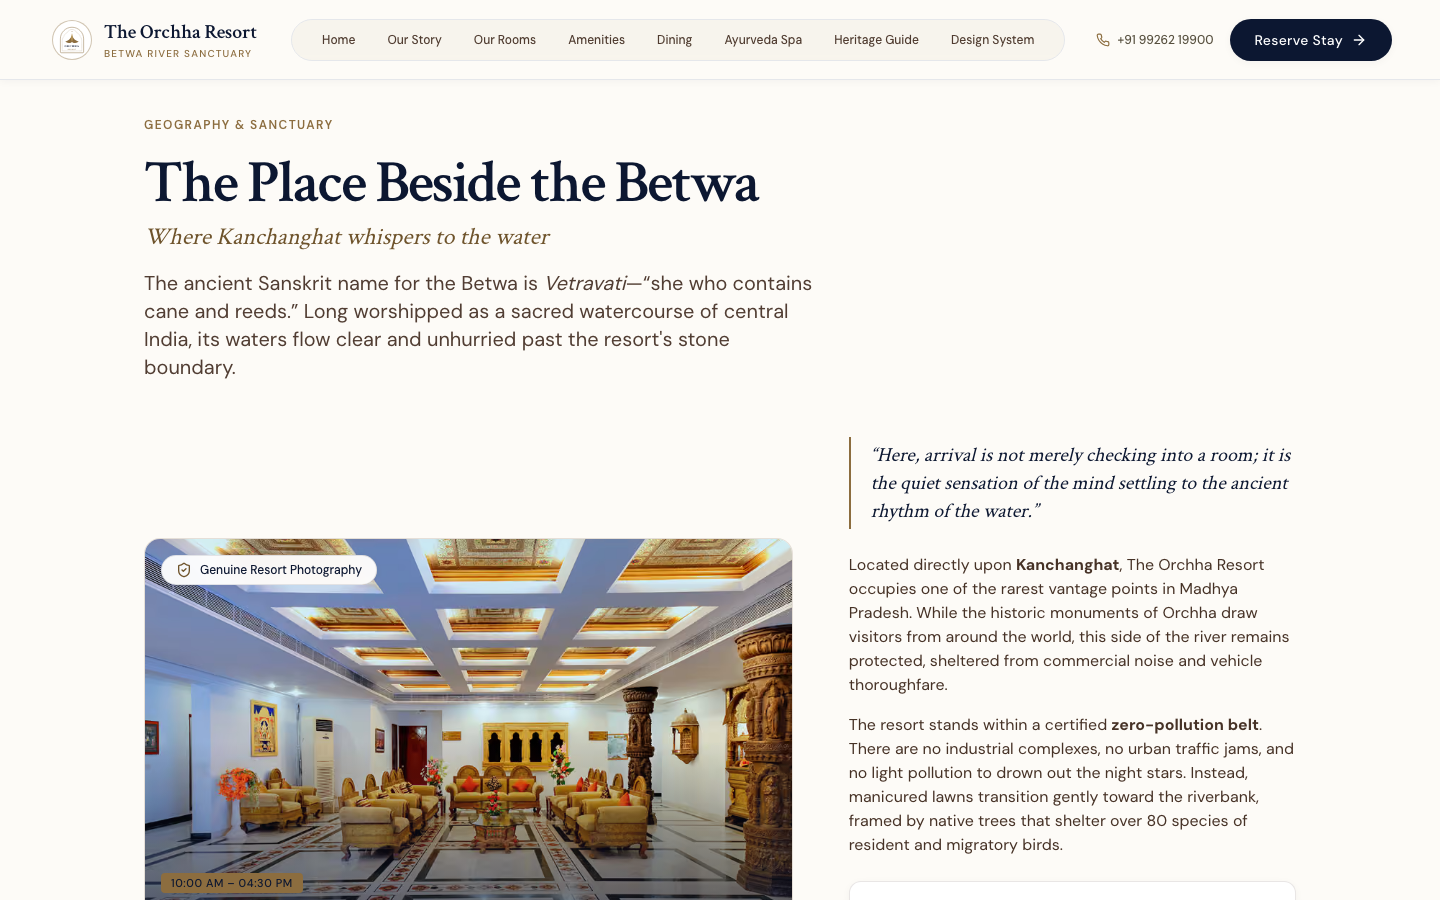 The Orchha Resort
BETWA RIVER SANCTUARY
Home
Our Story
Our Rooms
Amenities
Dining
Ayurveda Spa
Heritage Guide
Design System
+91 99262 19900
Reserve Stay
GEOGRAPHY & SANCTUARY
The Place Beside the Betwa
Where Kanchanghat whispers to the water
The ancient Sanskrit name for the Betwa is Vetravati—“she who contains
cane and reeds.” Long worshipped as a sacred watercourse of central
India, its waters flow clear and unhurried past the resort's stone
boundary.
Genuine Resort Photography
10:00 AM – 04:30 PM
“Here, arrival is not merely checking into a room; it is
the quiet sensation of the mind settling to the ancient
rhythm of the water.”
Located directly upon Kanchanghat, The Orchha Resort
occupies one of the rarest vantage points in Madhya
Pradesh. While the historic monuments of Orchha draw
visitors from around the world, this side of the river remains
protected, sheltered from commercial noise and vehicle
thoroughfare.
The resort stands within a certified zero-pollution belt.
There are no industrial complexes, no urban traffic jams, and
no light pollution to drown out the night stars. Instead,
manicured lawns transition gently toward the riverbank,
framed by native trees that shelter over 80 species of
resident and migratory birds.